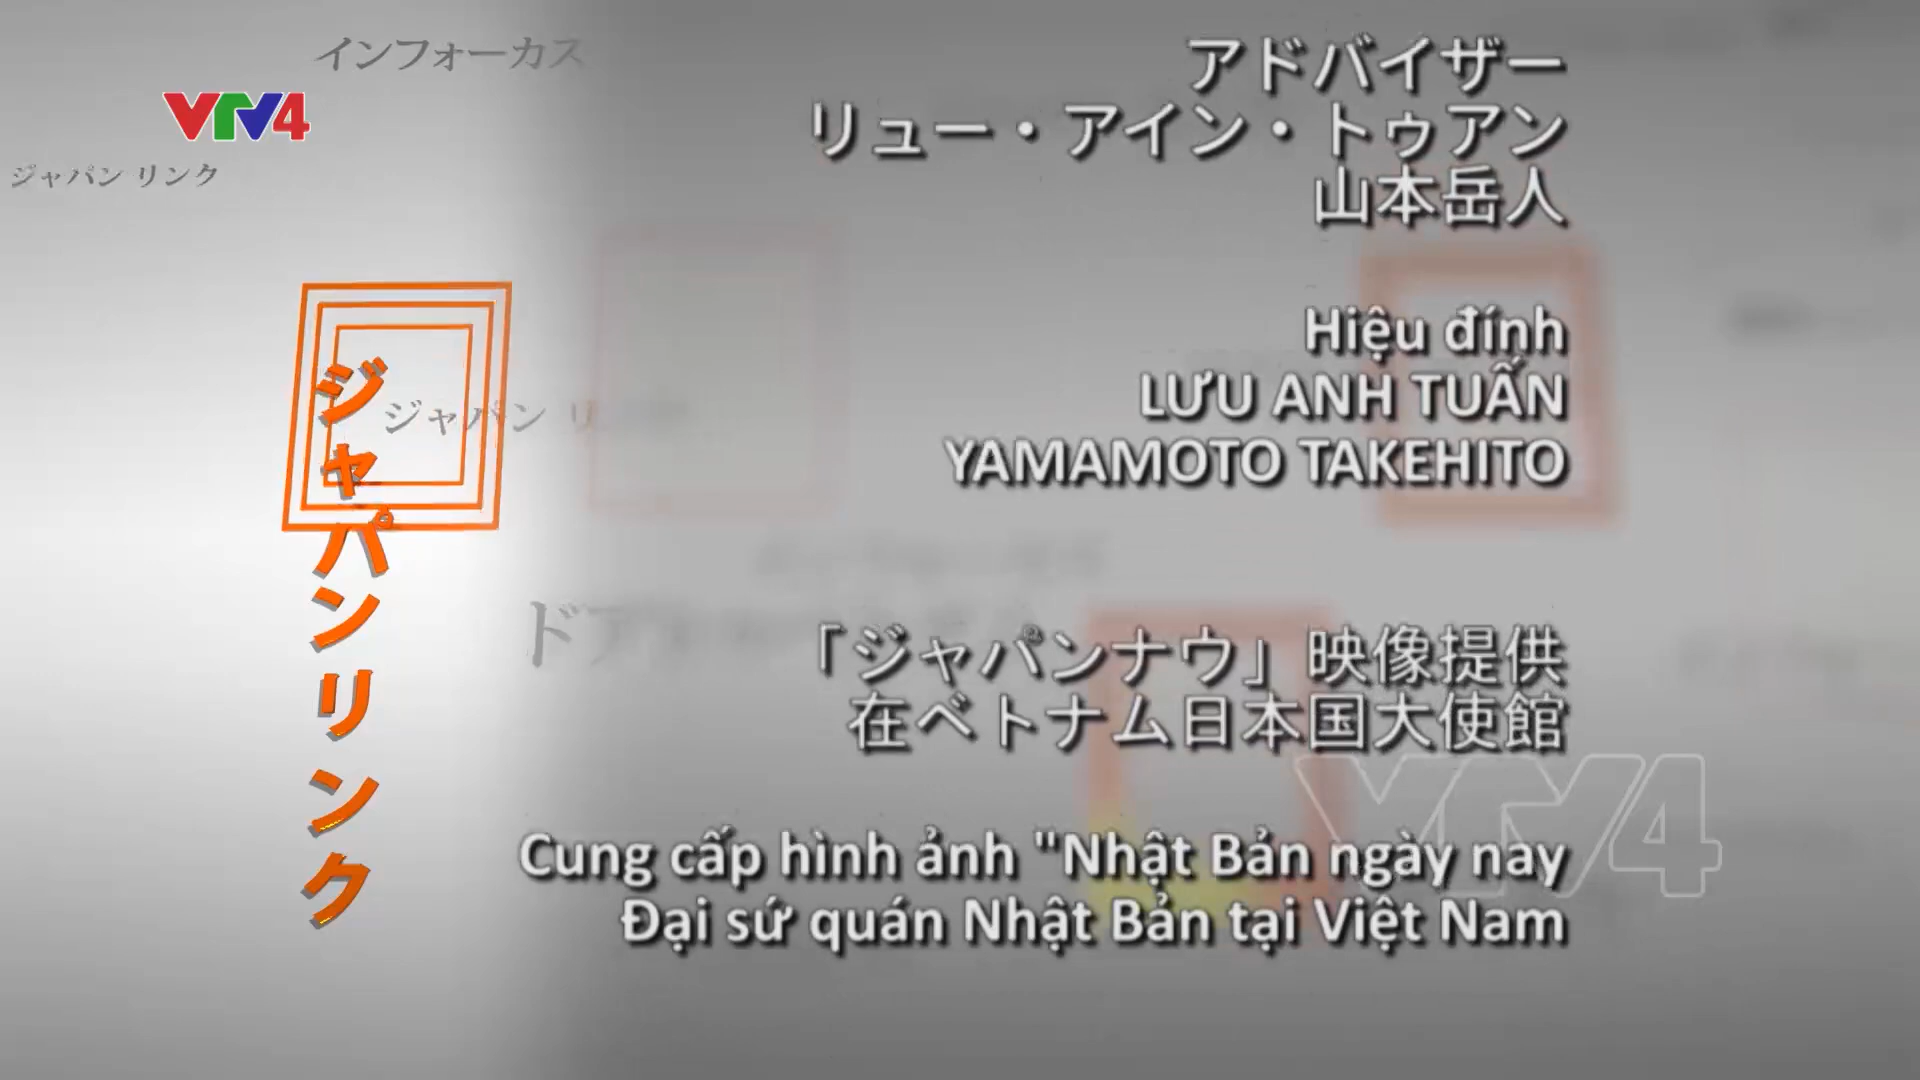 インフォーカス
VTV4
ジャパン リンク
ジャパンリンク
ジャパン リ
アドバイザー
リュー・アイン・トゥアン
山本岳人
Hiệu đính
LƯU ANH TUẤN
YAMAMOTO TAKEHITO
「ジャパンナウ」映像提供
在ベトナム日本国大使館
Cung cấp hình ảnh "Nhật Bản ngày nay
Đại sứ quán Nhật Bản tại Việt Nam
VTV4